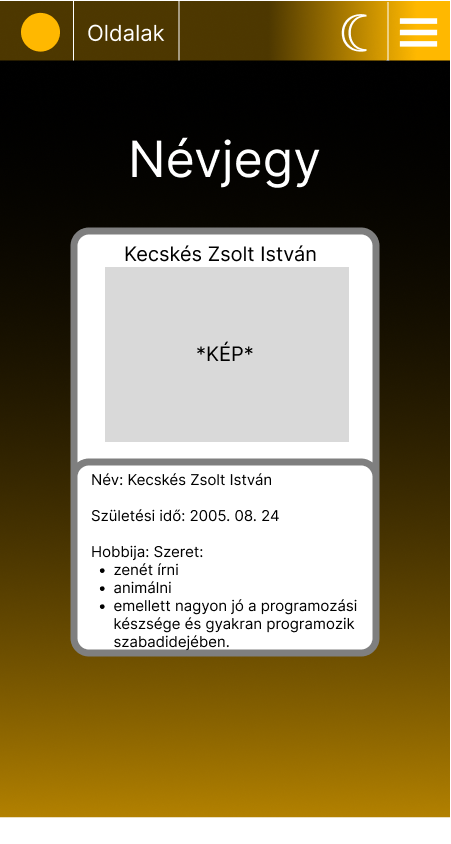 Oldalak
Névjegy
Kecskés Zsolt István
*KÉP*
Név: Kecskés Zsolt István
Születési idő: 2005. 08. 24
Hobbija: Szeret:
• zenét írni
• animálni
• emellett nagyon jó a programozási
készsége és gyakran programozik
szabadidejében.